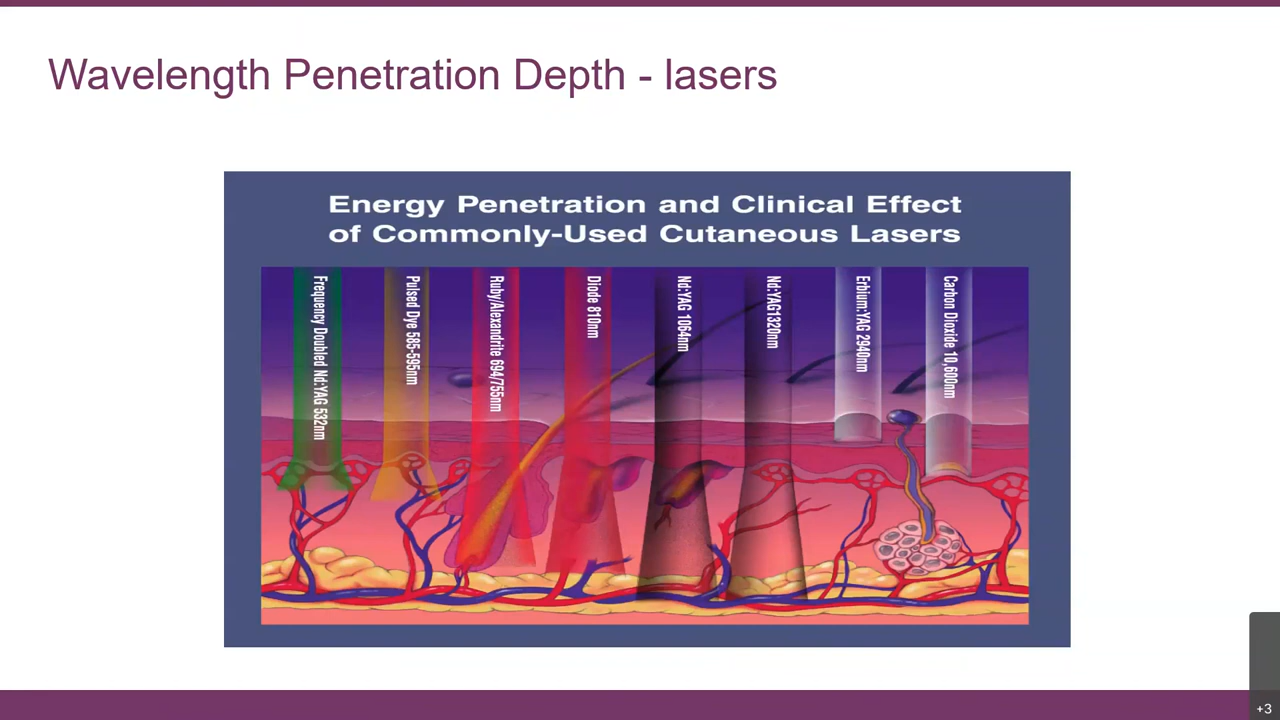 Wavelength Penetration Depth - lasers
Energy Penetration and Clinical Effect
of Commonly-Used Cutaneous Lasers
Frequency Doubled Nd:YAG 532nm
Pulsed Dye 585-595nm
Ruby/Alexandrite 694/755nm
Diode 810nm
Nd:YAG 1064nm
Nd:YAG1320nm
Erbium:YAG 2940nm
Carbon Dioxide 10,600nm
+3